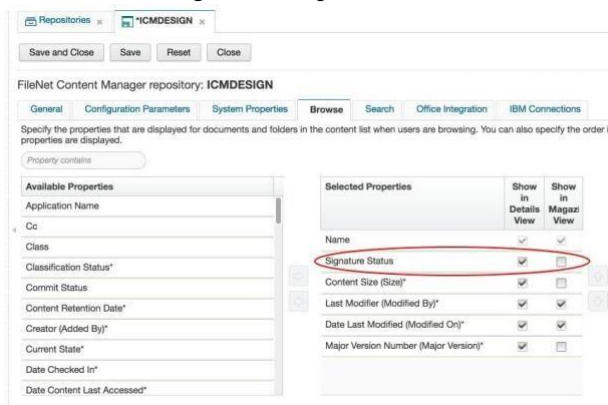 Repositories
*ICMDESIGN
Save and Close Save Reset Close
FileNet Content Manager repository: ICMDESIGN
General Configuration Parameters System Properties Browse Search Office Integration IBM Connections
Specify the properties that are displayed for documents and folders in the content list when users are browsing. You can also specify the order
properties are displayed.
Property contains
Available Properties
Application Name
Cc
Class
Classification Status*
Commit Status
Content Retention Date*
Creator (Added By)*
Current State*
Date Checked In*
Date Content Last Accessed*
Selected Properties
Show in Details View
Show in Magazi View
Name
Signature Status
Content Size (Size)*
Last Modifier (Modified By)*
Date Last Modified (Modified On)*
Major Version Number (Major Version)*